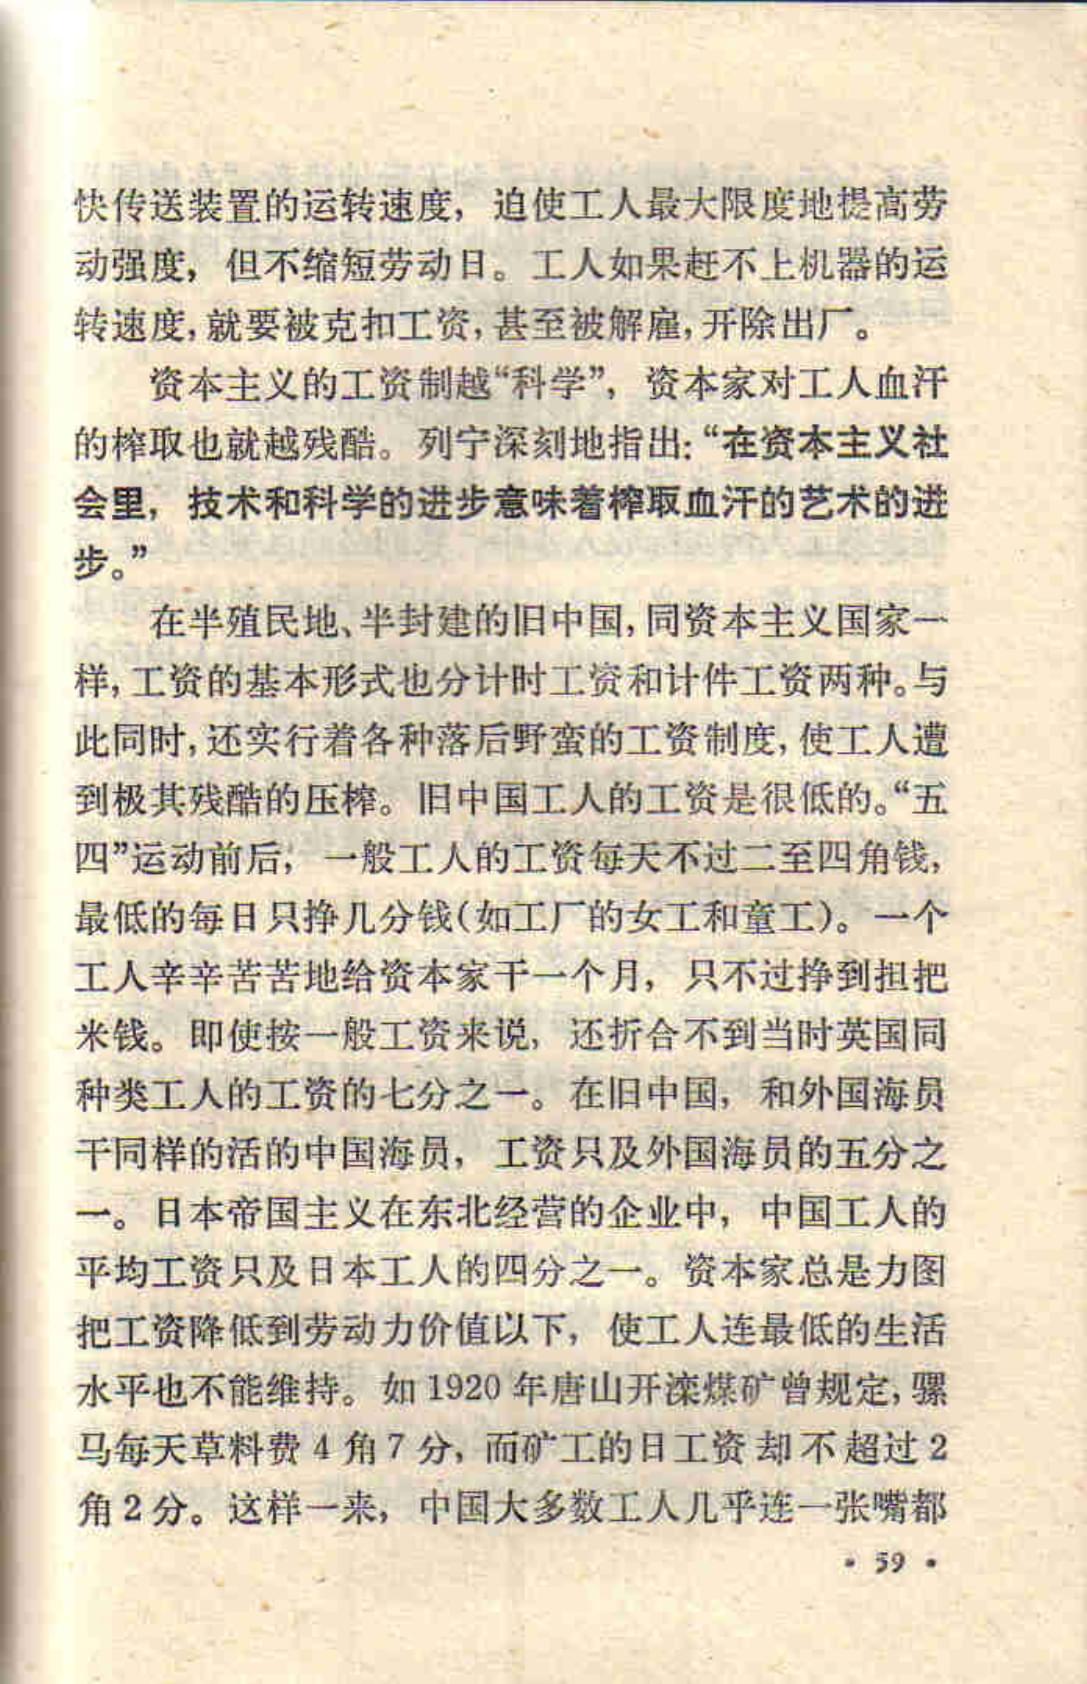 快传送装置的运转速度，迫使工人最大限度地提高劳
动强度，但不缩短劳动日。工人如果赶不上机器的运
转速度，就要被克扣工资，甚至被解雇，开除出厂。
资本主义的工资制越“科学”，资本家对工人血汗
的榨取也就越残酷。列宁深刻地指出：“在资本主义社
会里，技术和科学的进步意味着榨取血汗的艺术的进
步。”
在半殖民地、半封建的旧中国，同资本主义国家一
样，工资的基本形式也分计时工资和计件工资两种。与
此同时，还实行着各种落后野蛮的工资制度，使工人遭
到极其残酷的压榨。旧中国工人的工资是很低的。“五
四”运动前后，一般工人的工资每天不过二至四角钱，
最低的每日只挣几分钱（如工厂的女工和童工）。一个
工人辛辛苦苦地给资本家干一个月，只不过挣到担把
米钱。即使按一般工资来说，还折合不到当时英国同
种类工人的工资的七分之一。在旧中国，和外国海员
干同样的活的中国海员，工资只及外国海员的五分之
一。日本帝国主义在东北经营的企业中，中国工人的
平均工资只及日本工人的四分之一。资本家总是力图
把工资降低到劳动力价值以下，使工人连最低的生活
水平也不能维持。如1920年唐山开滦煤矿曾规定，骡
马每天草料费4角7分，而矿工的日工资却不超过2
角2分。这样一来，中国大多数工人几乎连一张嘴都
• 59 •